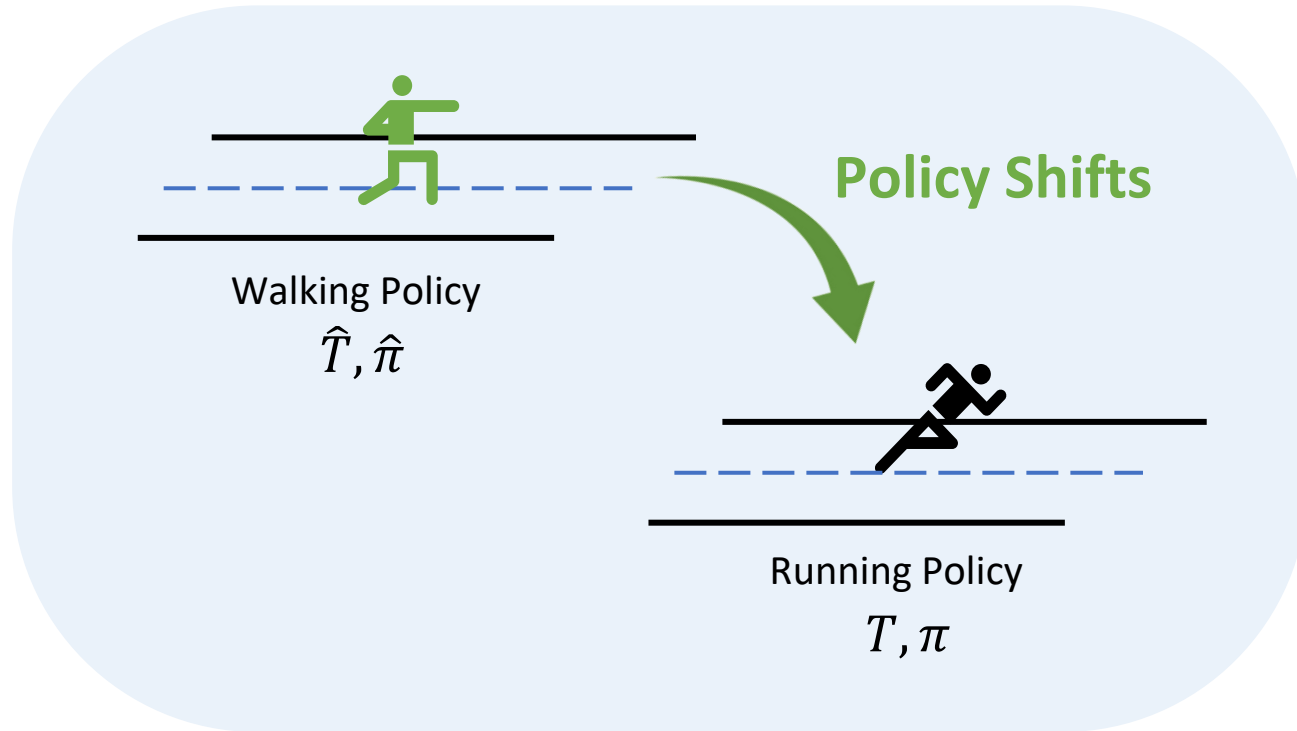 Policy Shifts
Walking Policy
T̂, π̂
Running Policy
T, π